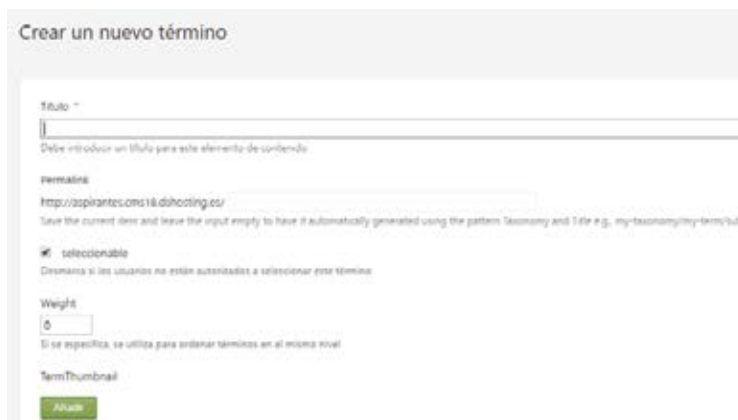 Crear un nuevo término
Título *
Debe introducir un título para este elemento de contenido
Permalink
http://aspirantes.cms18.dshosting.es/
Save the current item and leave the input empty to have it automatically generated using the pattern Taxonomy and Title e.g., my-taxonomy/my-term/sub
seleccionable
Desmarca si los usuarios no están autorizados a seleccionar este término
Weight
0
Si se especifica, se utiliza para ordenar términos en el mismo nivel
TermThumbnail
Añadir